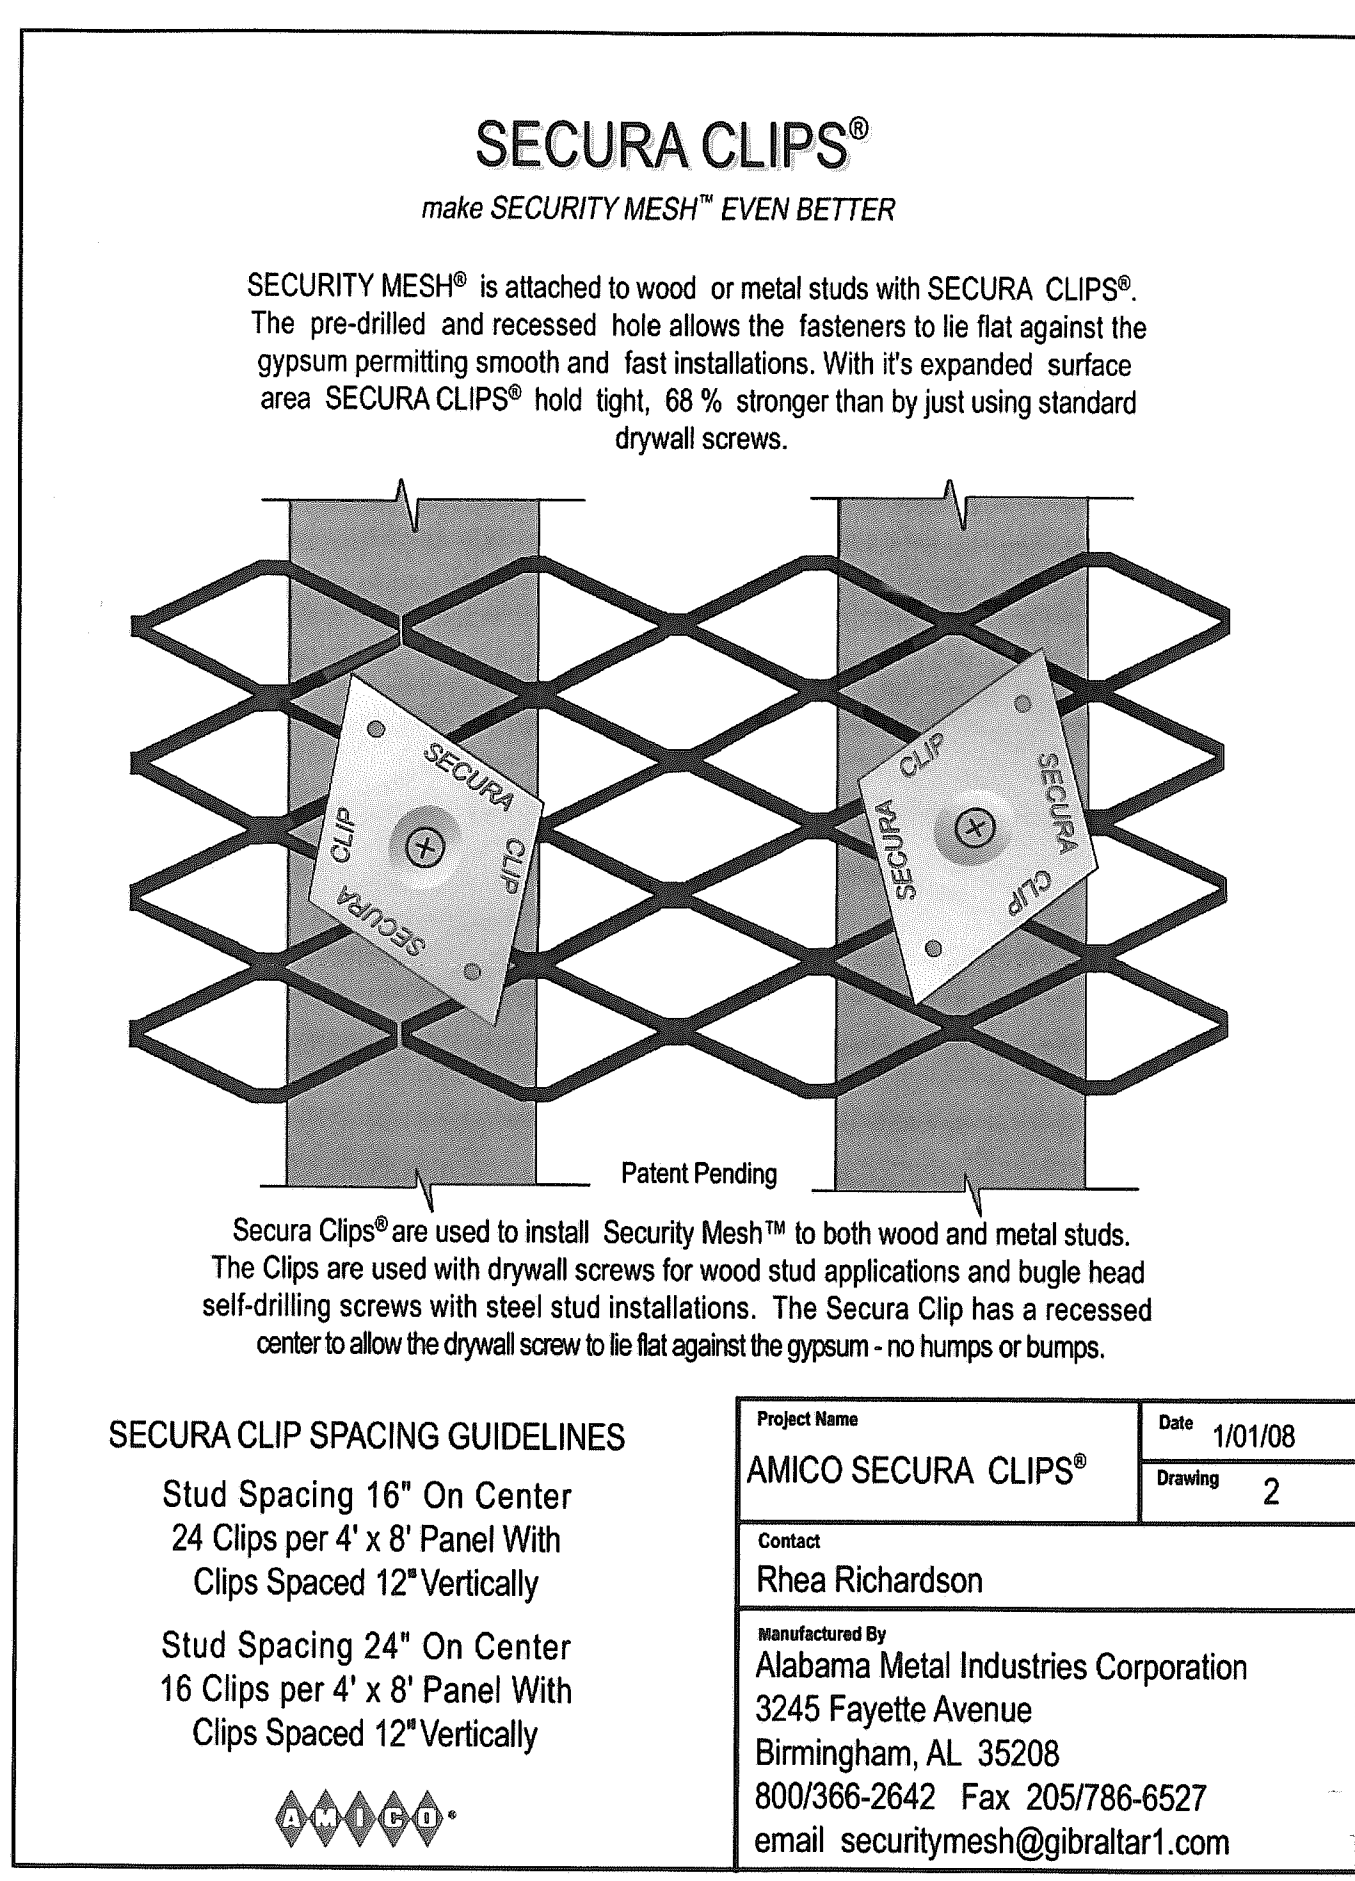 SECURA CLIPS®
make SECURITY MESH™ EVEN BETTER
SECURITY MESH® is attached to wood or metal studs with SECURA CLIPS®.
The pre-drilled and recessed hole allows the fasteners to lie flat against the
gypsum permitting smooth and fast installations. With it's expanded surface
area SECURA CLIPS® hold tight, 68 % stronger than by just using standard
drywall screws.
SECURA
CLIP
SECURA
CLIP
CLIP
SECURA
CLIP
SECURA
Patent Pending
Secura Clips® are used to install Security Mesh™ to both wood and metal studs.
The Clips are used with drywall screws for wood stud applications and bugle head
self-drilling screws with steel stud installations. The Secura Clip has a recessed
center to allow the drywall screw to lie flat against the gypsum - no humps or bumps.
SECURA CLIP SPACING GUIDELINES
Stud Spacing 16" On Center
24 Clips per 4' x 8' Panel With
Clips Spaced 12" Vertically
Stud Spacing 24" On Center
16 Clips per 4' x 8' Panel With
Clips Spaced 12" Vertically
AMICO®
Project Name
AMICO SECURA CLIPS®
Date 1/01/08
Drawing 2
Contact
Rhea Richardson
Manufactured By
Alabama Metal Industries Corporation
3245 Fayette Avenue
Birmingham, AL 35208
800/366-2642 Fax 205/786-6527
email securitymesh@gibraltar1.com